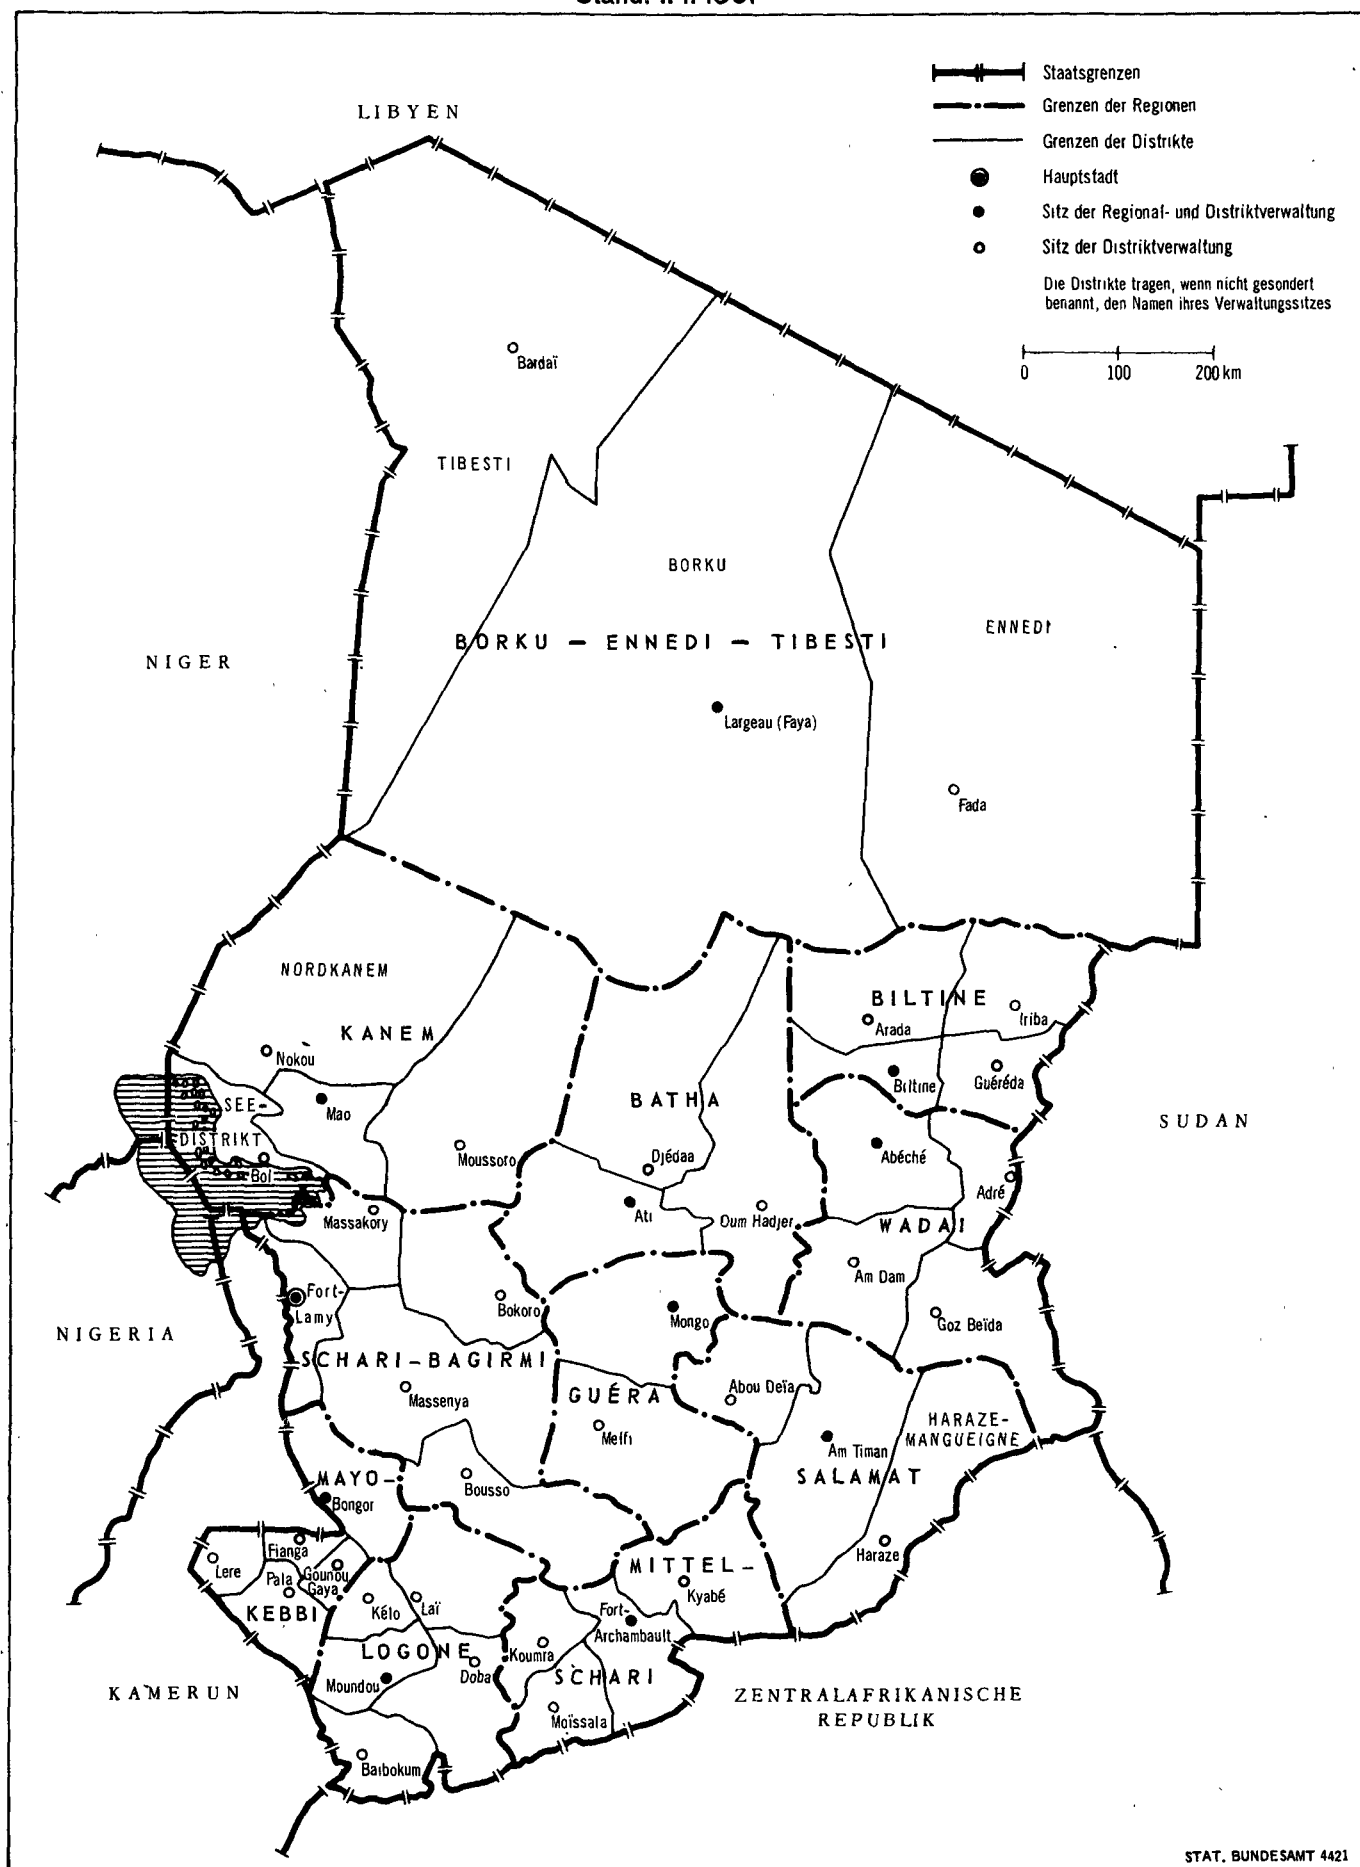 LIBYEN
Staatsgrenzen
Grenzen der Regionen
Grenzen der Distrikte
Hauptstadt
Sitz der Regional- und Distriktverwaltung
Sitz der Distriktverwaltung
Die Distrikte tragen, wenn nicht gesondert
benannt, den Namen ihres Verwaltungssitzes
0 100 200 km
Bardaï
TIBESTI
BORKU
ENNEDI
BORKU – ENNEDI – TIBESTI
NIGER
Largeau (Faya)
Fada
NORDKANEM
KANEM
BILTINE
Arada
Iriba
Nokou
Biltine
Guéréda
SEE-
DISTRIKT
Mao
BATHA
SUDAN
Bol
Moussoro
Djédaa
Abéché
Adré
Massakory
Ati
Oum Hadjer
WADAI
Am Dam
Fort-
Lamy
Bokoro
Mongo
Goz Beïda
NIGERIA
SCHARI-BAGIRMI
Massenya
GUÉRA
Abou Deïa
Melfi
HARAZE-
MANGUEIGNE
Am Timan
SALAMAT
MAYO-
Bongor
Bousso
Fianga
Lere
Pala
Gounou
Gaya
KEBBI
Kélo
Laï
MITTEL-
Kyabé
Haraze
Fort-
Archambault
LOGONE
Doba
Koumra
SCHARI
Moundou
Moïssala
KAMERUN
ZENTRALAFRIKANISCHE
REPUBLIK
Baibokum
STAT. BUNDESAMT 4421